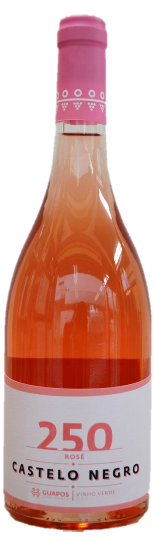 250
ROSÉ
CASTELO NEGRO
GUAPOS VINHO VERDE